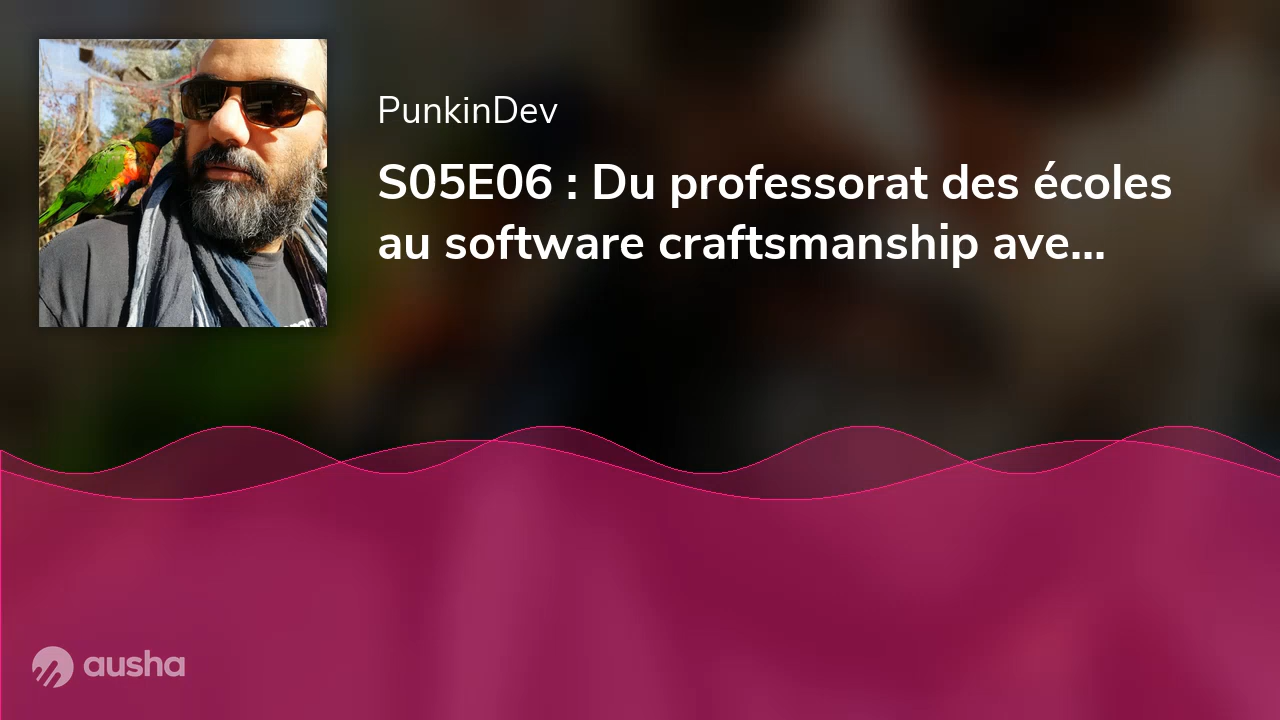 PunkinDev
S05E06 : Du professorat des écoles
au software craftsmanship ave...
ausha